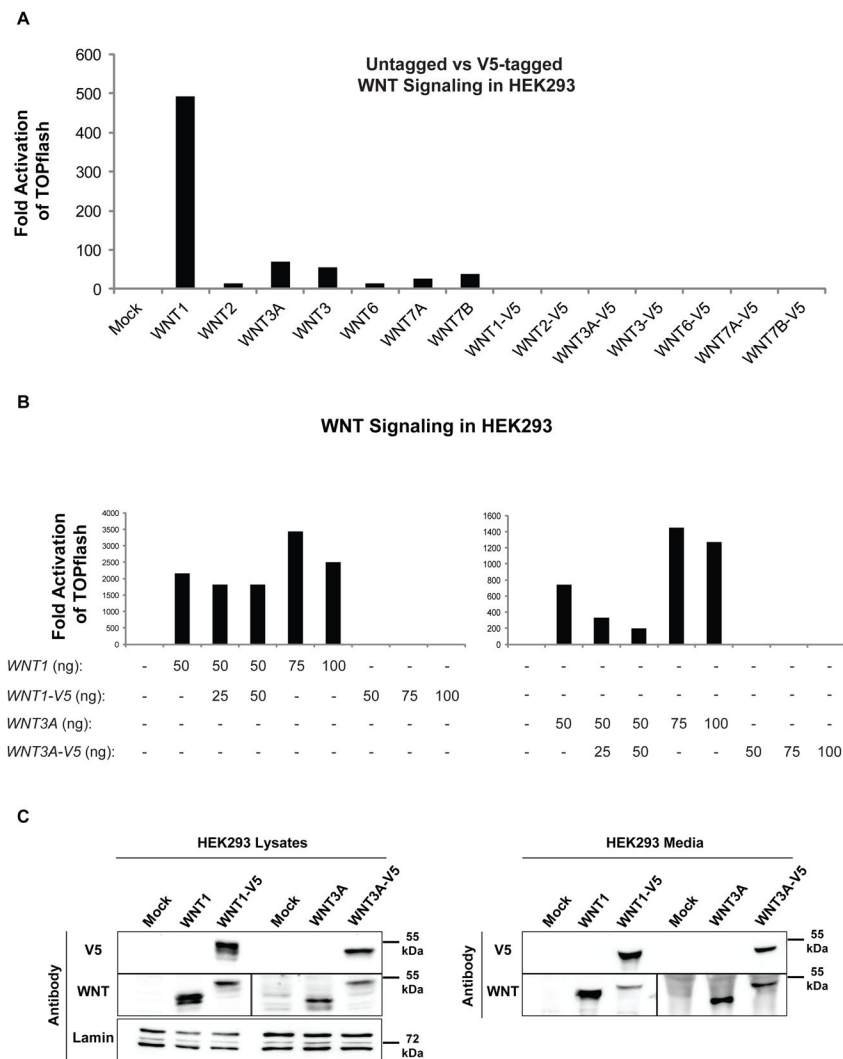 A
Untagged vs V5-tagged
WNT Signaling in HEK293
Fold Activation
of TOPflash
600
500
400
300
200
100
0
Mock
WNT1
WNT2
WNT3A
WNT3
WNT6
WNT7A
WNT7B
WNT1-V5
WNT2-V5
WNT3A-V5
WNT3-V5
WNT6-V5
WNT7A-V5
WNT7B-V5
B
WNT Signaling in HEK293
Fold Activation
of TOPflash
4000
3500
3000
2500
2000
1500
1000
500
0
1600
1400
1200
1000
800
600
400
200
0
WNT1 (ng): - 50 50 50 75 100 - - - - - - - - - - - -
WNT1-V5 (ng): - - 25 50 - - 50 75 100 - - - - - - - - -
WNT3A (ng): - - - - - - - - - - 50 50 50 75 100 - - -
WNT3A-V5 (ng): - - - - - - - - - - - 25 50 - - 50 75 100
C
HEK293 Lysates
Mock
WNT1
WNT1-V5
Mock
WNT3A
WNT3A-V5
Antibody
V5
55
kDa
WNT
55
kDa
Lamin
72
kDa
HEK293 Media
Mock
WNT1
WNT1-V5
Mock
WNT3A
WNT3A-V5
Antibody
V5
55
kDa
WNT
55
kDa